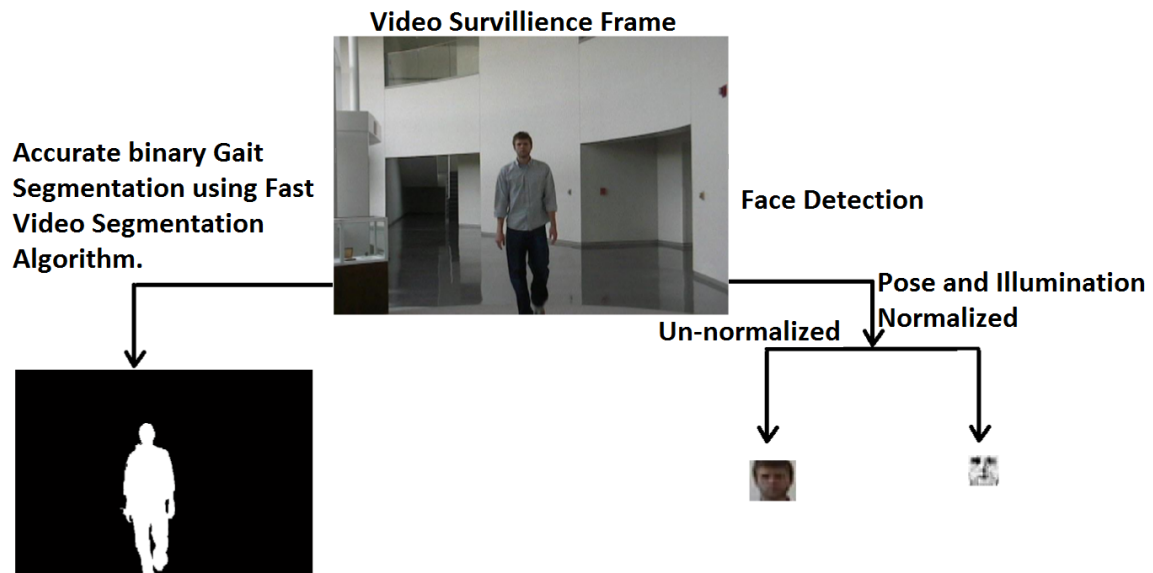 Video Survillience Frame
Accurate binary Gait
Segmentation using Fast
Video Segmentation
Algorithm.
Face Detection
Pose and Illumination
Normalized
Un-normalized